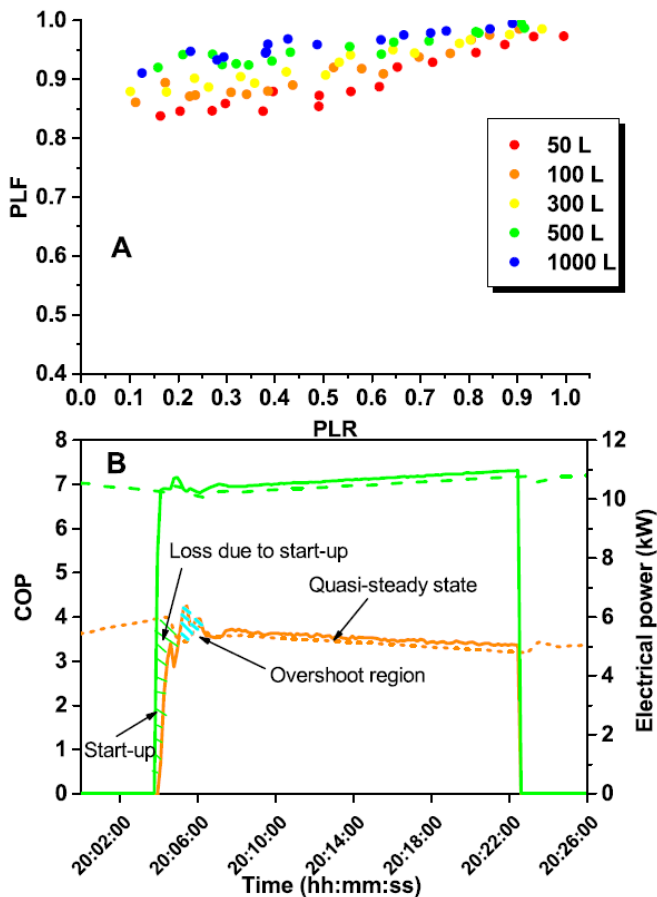 1.0
0.9
0.8
0.7
0.6
0.5
0.4
PLF
A
50 L
100 L
300 L
500 L
1000 L
0.0 0.1 0.2 0.3 0.4 0.5 0.6 0.7 0.8 0.9 1.0
PLR
8
7
6
5
4
3
2
1
0
COP
B
Loss due to start-up
Quasi-steady state
Overshoot region
Start-up
12
10
8
6
4
2
0
Electrical power (kW)
20:02:00 20:06:00 20:10:00 20:14:00 20:18:00 20:22:00 20:26:00
Time (hh:mm:ss)